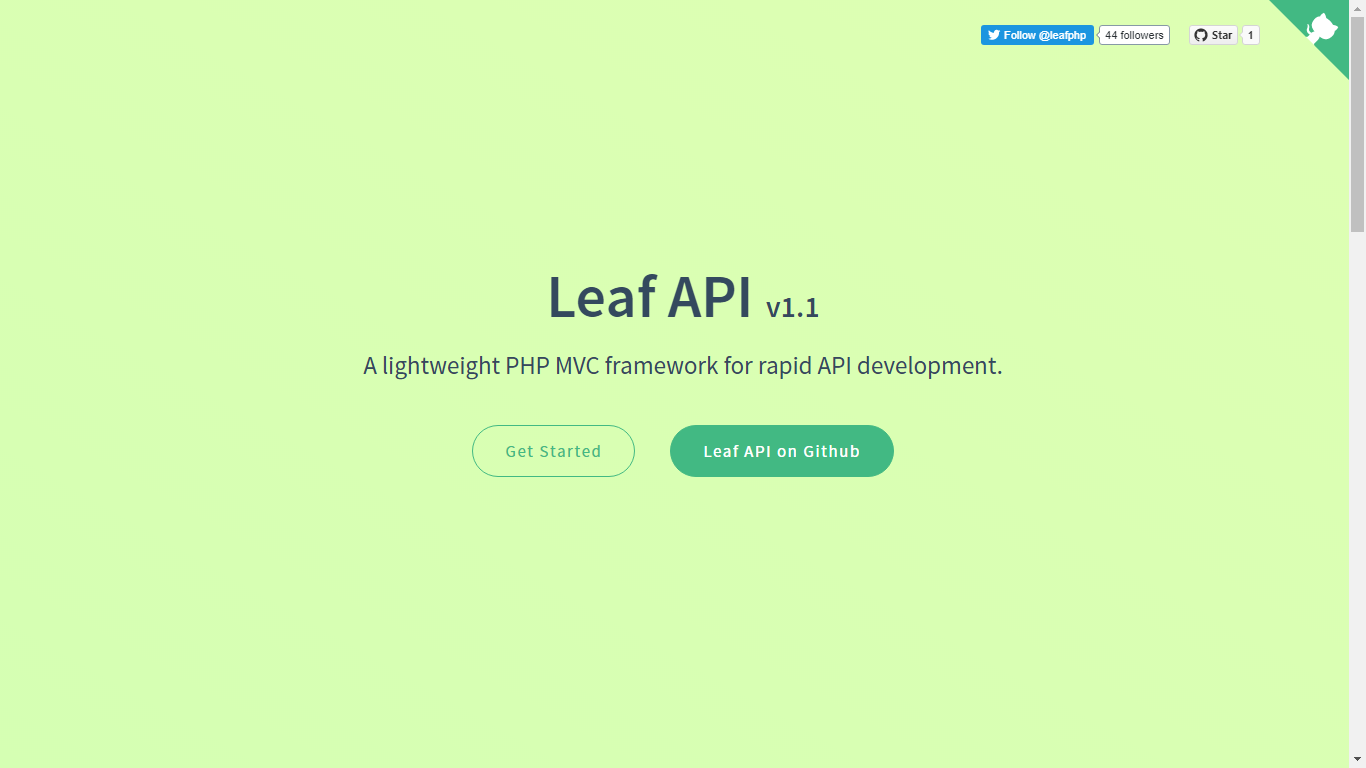 Follow @leafphp 44 followers Star 1
Leaf API v1.1
A lightweight PHP MVC framework for rapid API development.
Get Started Leaf API on Github